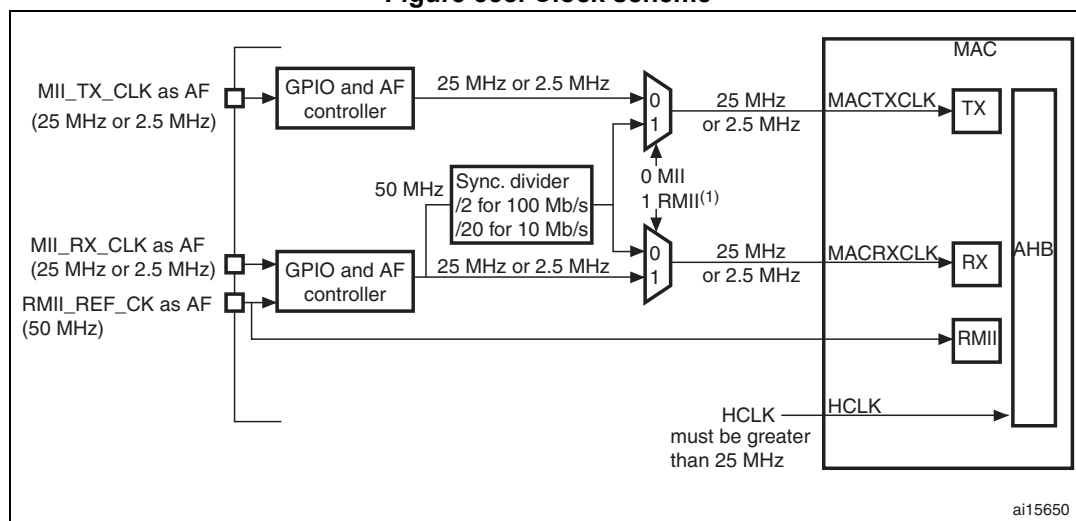 MAC
MII_TX_CLK as AF
(25 MHz or 2.5 MHz)
GPIO and AF
controller
25 MHz or 2.5 MHz
0
1
25 MHz
or 2.5 MHz
MACTXCLK
TX
50 MHz
Sync. divider
/2 for 100 Mb/s
/20 for 10 Mb/s
0 MII
1 RMII(1)
MII_RX_CLK as AF
(25 MHz or 2.5 MHz)
RMII_REF_CK as AF
(50 MHz)
GPIO and AF
controller
25 MHz or 2.5 MHz
0
1
25 MHz
or 2.5 MHz
MACRXCLK
RX
AHB
RMII
HCLK
must be greater
than 25 MHz
HCLK
ai15650